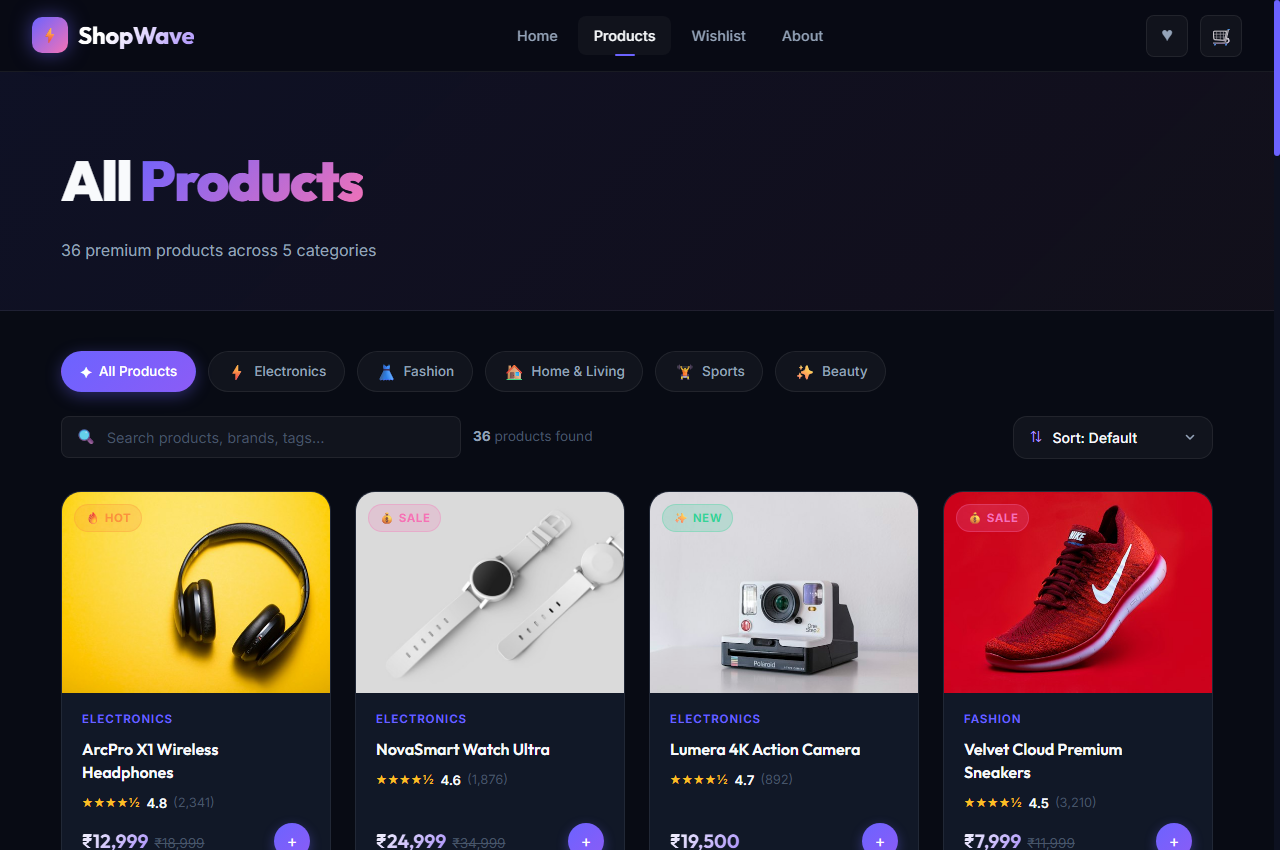 ShopWave
Home
Products
Wishlist
About
All Products
36 premium products across 5 categories
All Products
Electronics
Fashion
Home & Living
Sports
Beauty
Search products, brands, tags...
36 products found
Sort: Default
HOT
SALE
NEW
SALE
NIKE
Polaroid
ELECTRONICS
ArcPro X1 Wireless
Headphones
★★★★½ 4.8 (2,341)
₹12,999 ₹18,999
+
ELECTRONICS
NovaSmart Watch Ultra
★★★★½ 4.6 (1,876)
₹24,999 ₹34,999
+
ELECTRONICS
Lumera 4K Action Camera
★★★★½ 4.7 (892)
₹19,500
+
FASHION
Velvet Cloud Premium
Sneakers
★★★★½ 4.5 (3,210)
₹7,999 ₹11,999
+